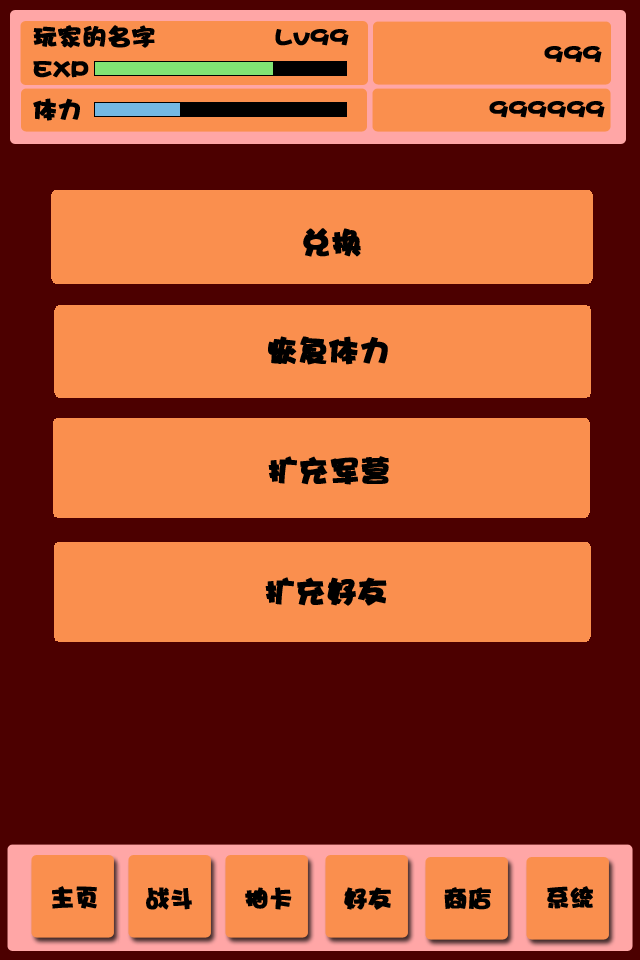 玩家的名字 Lv99
999
EXP
体力
999999
兑换
恢复体力
扩充军营
扩充好友
主页 战斗 抽卡 好友 商店 系统